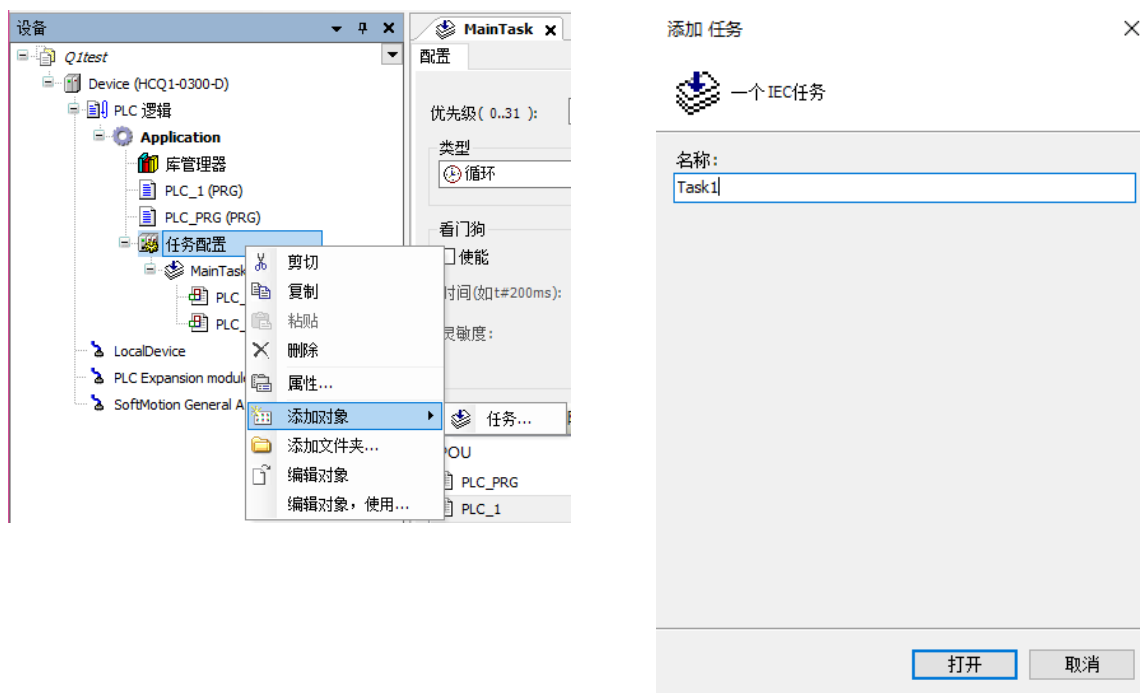 设备
Q1test
Device (HCQ1-0300-D)
PLC 逻辑
Application
库管理器
PLC_1 (PRG)
PLC_PRG (PRG)
任务配置
MainTask
PLC_
PLC_
LocalDevice
PLC Expansion module
SoftMotion General A
剪切
复制
粘贴
删除
属性...
添加对象
添加文件夹...
编辑对象
编辑对象，使用...
任务...
MainTask
配置
优先级( 0..31 ):
类型
循环
看门狗
使能
时间(如t#200ms):
灵敏度:
POU
PLC_PRG
PLC_1
添加 任务
一个 IEC任务
名称:
Task1
打开
取消